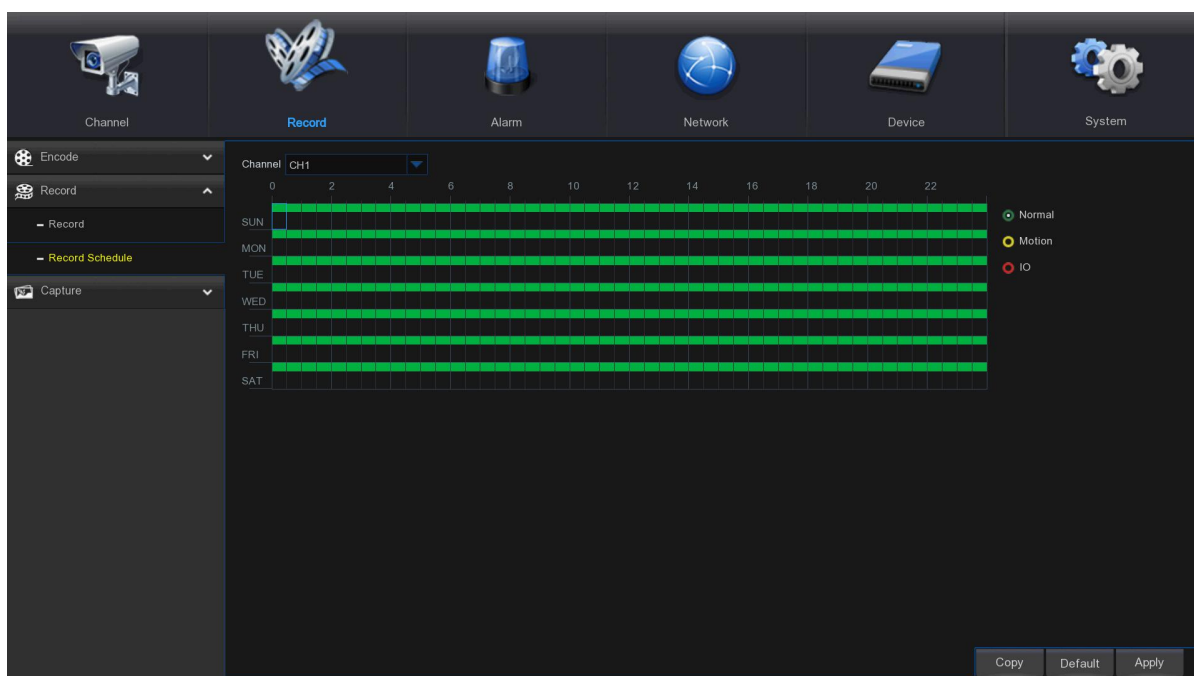 Channel Record Alarm Network Device System
Encode
Record
Record
Record Schedule
Capture
Channel CH1
0 2 4 6 8 10 12 14 16 18 20 22
SUN
MON
TUE
WED
THU
FRI
SAT
Normal
Motion
IO
Copy Default Apply